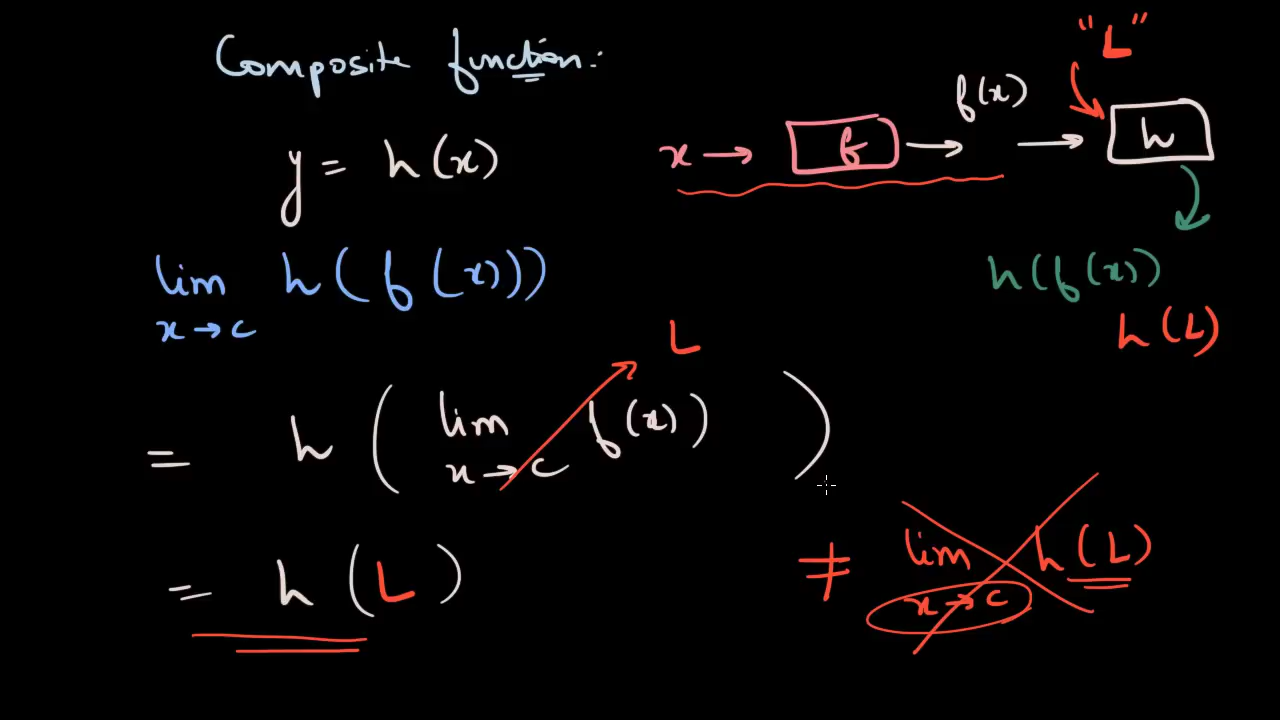 Composite function:
"L"
f(x)
x → f → → h
y = h(x)
lim h(f(x))
x → c
h(f(x))
h(L)
L
= h( lim f(x) )
x → c
= h(L)
≠ lim h(L)
x → c